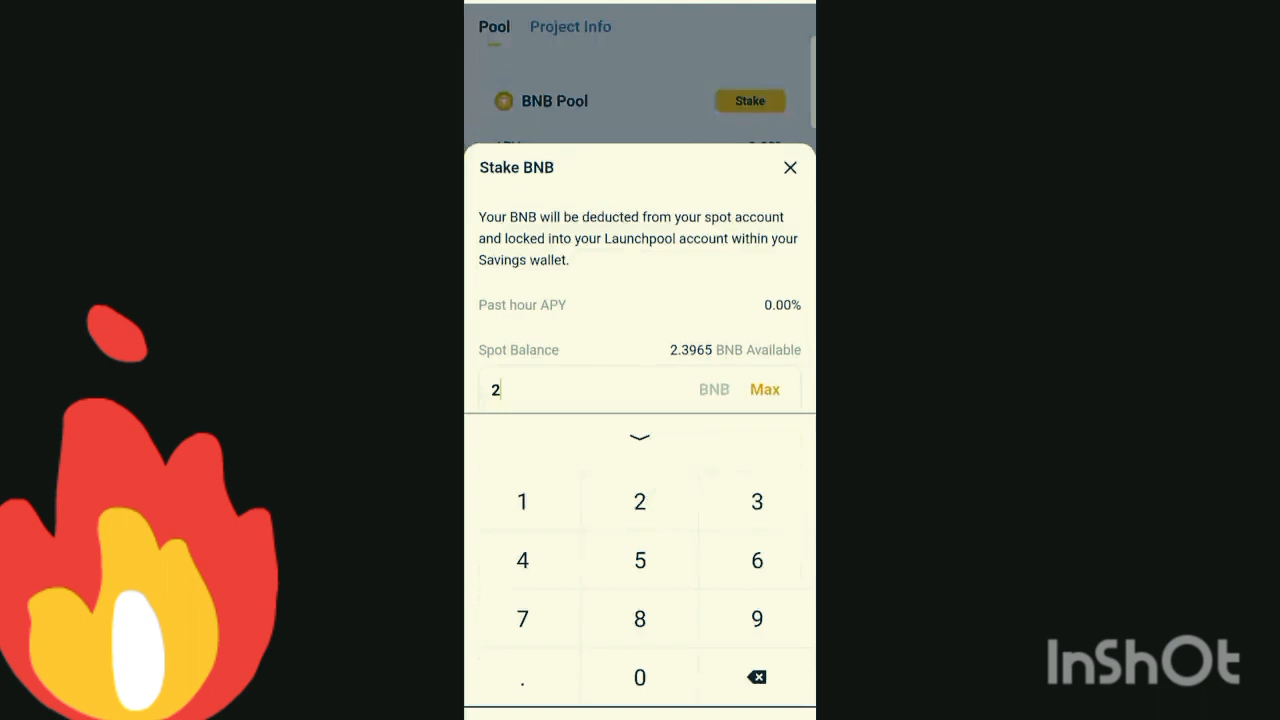 Pool Project Info
BNB Pool Stake
Stake BNB
Your BNB will be deducted from your spot account
and locked into your Launchpool account within your
Savings wallet.
Past hour APY 0.00%
Spot Balance 2.3965 BNB Available
2 BNB Max
1 2 3
4 5 6
7 8 9
. 0
InShOt